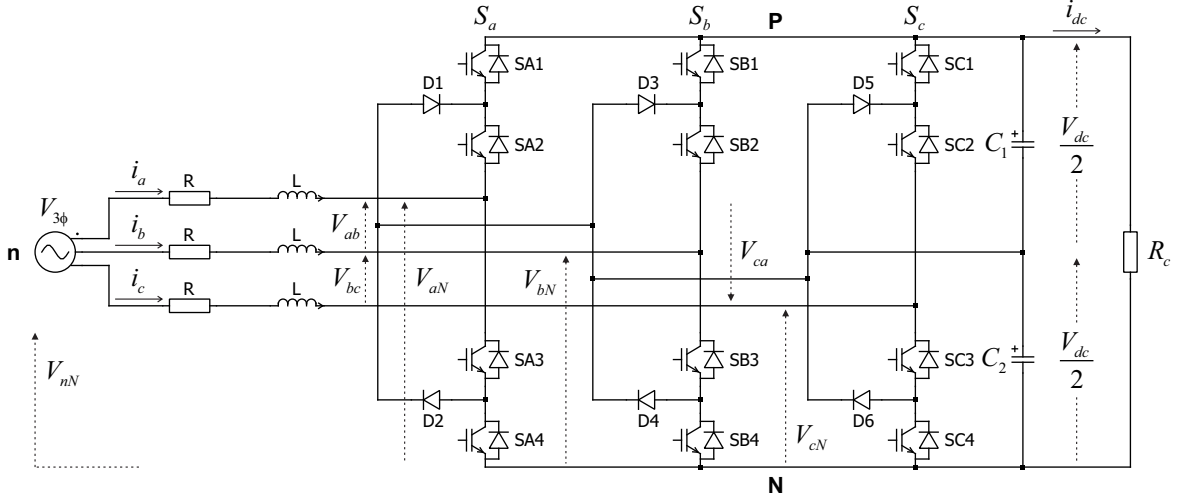 S_a S_b P S_c i_dc
SA1 SB1 SC1
D1 D3 D5
SA2 SB2 SC2 C_1 + V_dc/2
i_a R L
V_3ϕ V_ab
n i_b R L V_ca R_c
V_bc V_aN V_bN
i_c R L
V_nN SA3 SB3 SC3 C_2 + V_dc/2
D2 D4 D6
V_cN
SA4 SB4 SC4
N